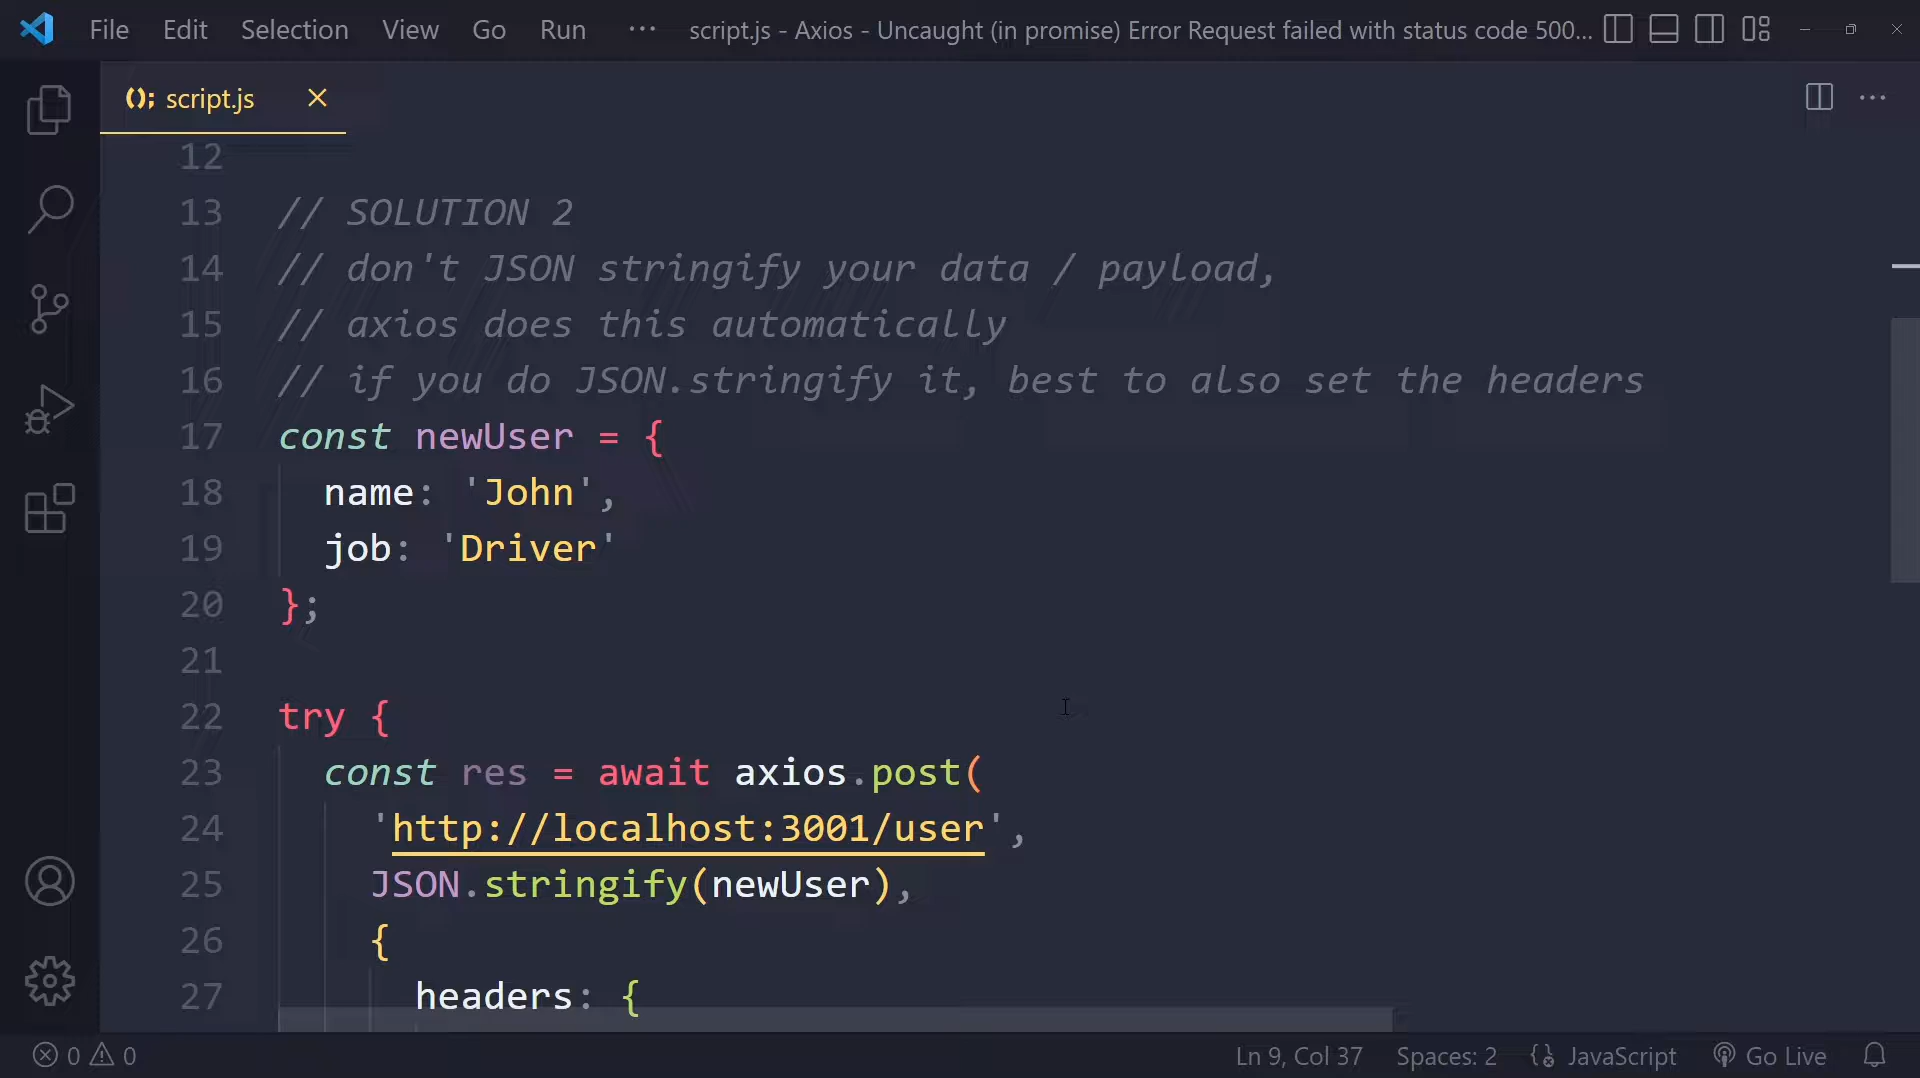 File Edit Selection View Go Run ··· script.js - Axios - Uncaught (in promise) Error Request failed with status code 500...
script.js
12
13 // SOLUTION 2
14 // don't JSON stringify your data / payload,
15 // axios does this automatically
16 // if you do JSON.stringify it, best to also set the headers
17 const newUser = {
18 name: 'John',
19 job: 'Driver'
20 };
21
22 try {
23 const res = await axios.post(
24 'http://localhost:3001/user',
25 JSON.stringify(newUser),
26 {
27 headers: {
0 0 Ln 9, Col 37 Spaces: 2 JavaScript Go Live